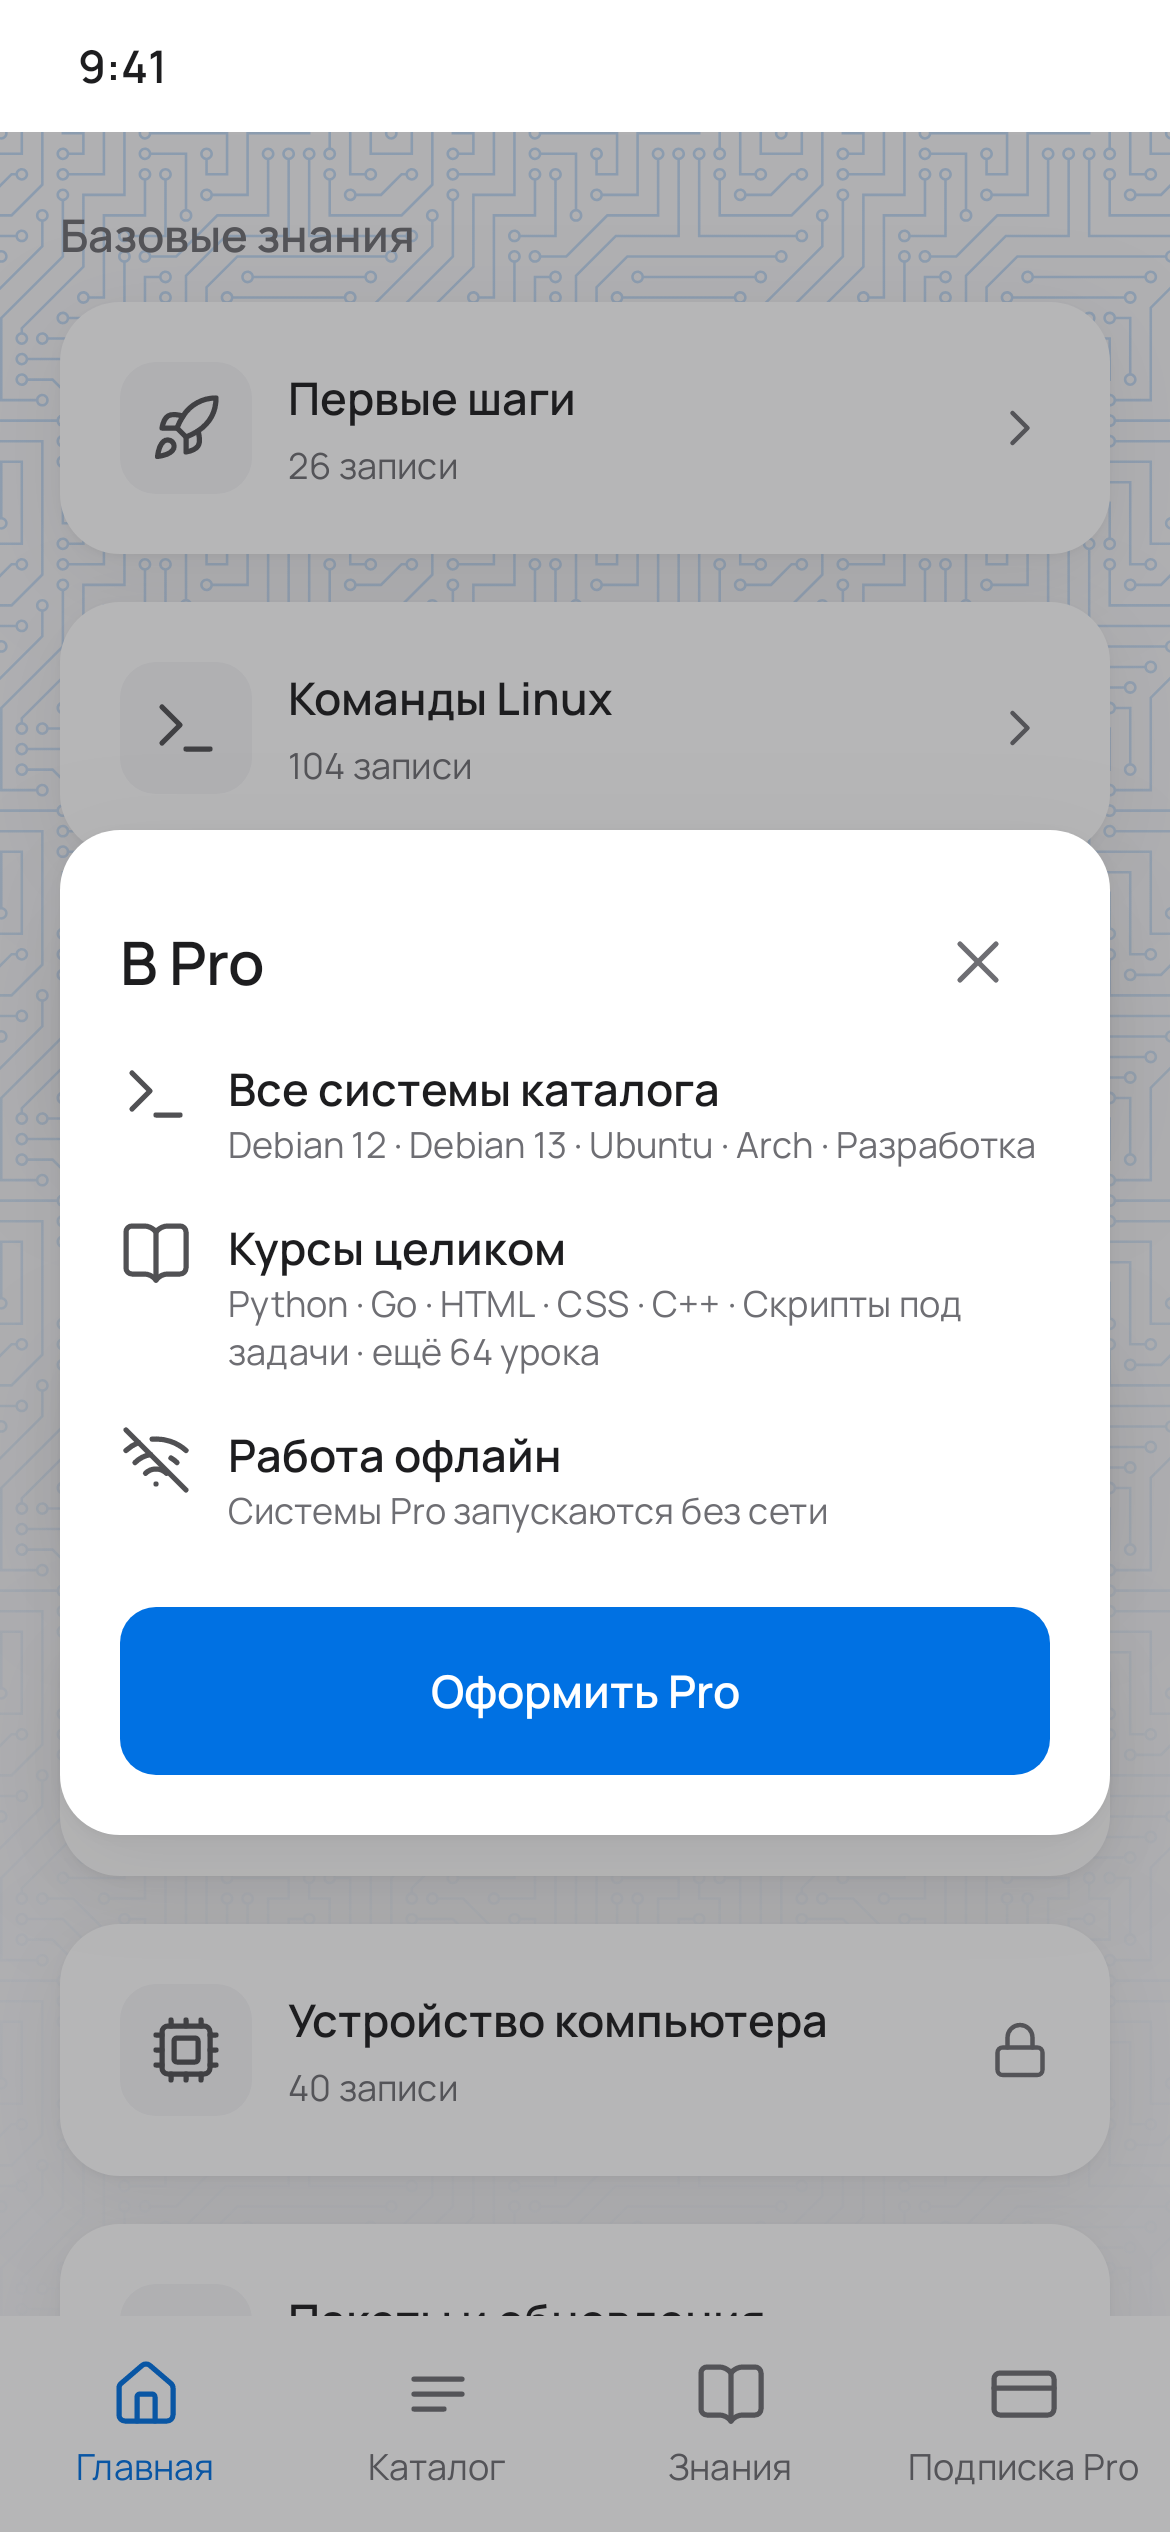 9:41
Базовые знания
Первые шаги
26 записи
Команды Linux
104 записи
В Pro
Все системы каталога
Debian 12 · Debian 13 · Ubuntu · Arch · Разработка
Курсы целиком
Python · Go · HTML · CSS · C++ · Скрипты под
задачи · ещё 64 урока
Работа офлайн
Системы Pro запускаются без сети
Оформить Pro
Устройство компьютера
40 записи
Пакеты и обновления
Главная
Каталог
Знания
Подписка Pro